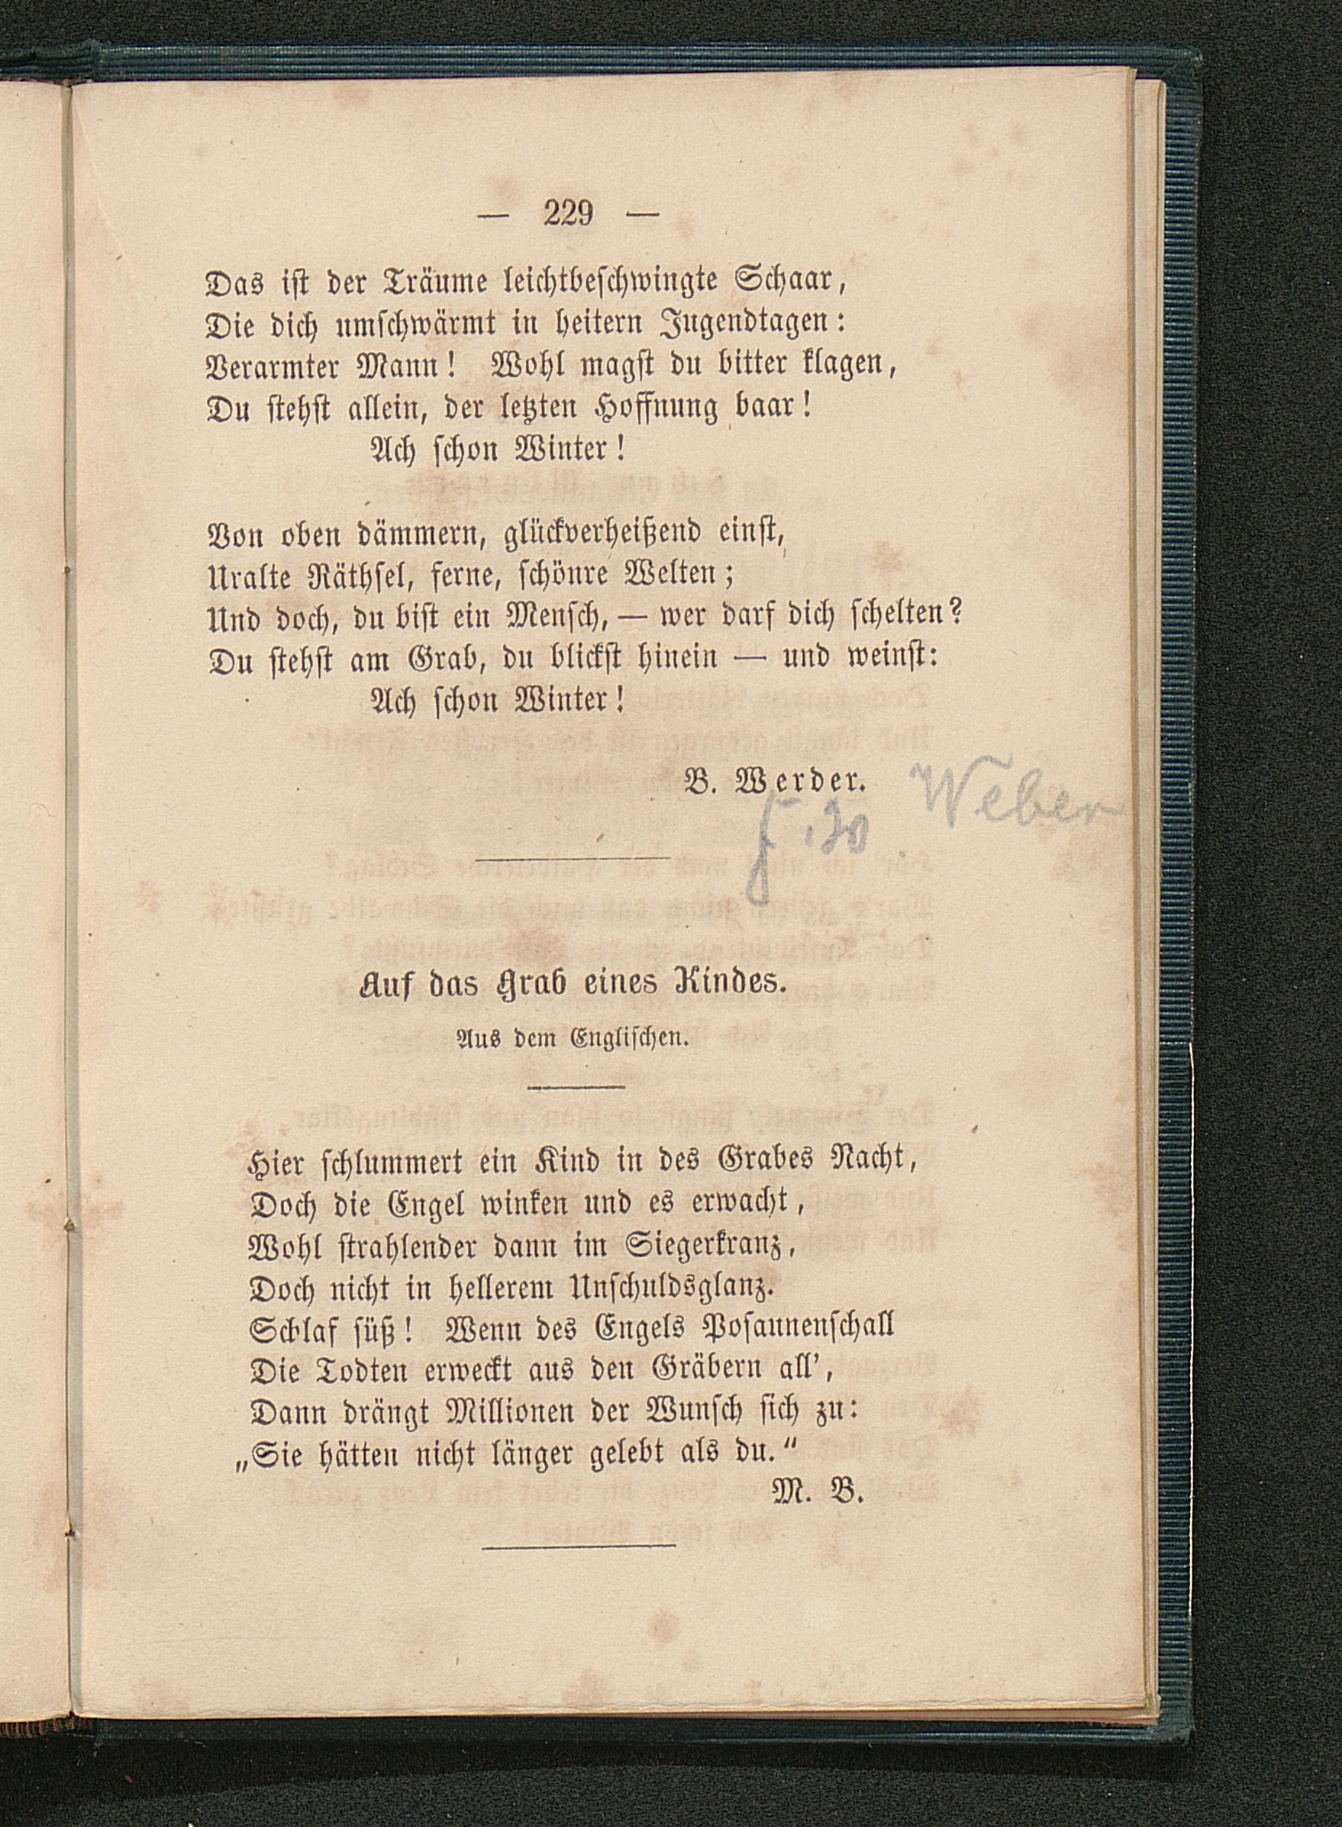 — 229 —
Das ist der Träume leichtbeschwingte Schaar,
Die dich umschwärmt in heitern Jugendtagen:
Verarmter Mann! Wohl magst du bitter klagen,
Du stehst allein, der letzten Hoffnung baar!
Ach schon Winter!
Von oben dämmern, glückverheißend einst,
Uralte Räthsel, ferne, schönre Welten;
Und doch, du bist ein Mensch, — wer darf dich schelten?
Du stehst am Grab, du blickst hinein — und weinst:
Ach schon Winter!
B. Werder. Weber
Auf das Grab eines Kindes.
Aus dem Englischen.
Hier schlummert ein Kind in des Grabes Nacht,
Doch die Engel winken und es erwacht,
Wohl strahlender dann im Siegerkranz,
Doch nicht in hellerem Unschuldsglanz.
Schlaf süß! Wenn des Engels Posaunenschall
Die Todten erweckt aus den Gräbern all’,
Dann drängt Millionen der Wunsch sich zu:
„Sie hätten nicht länger gelebt als du.“
M. B.